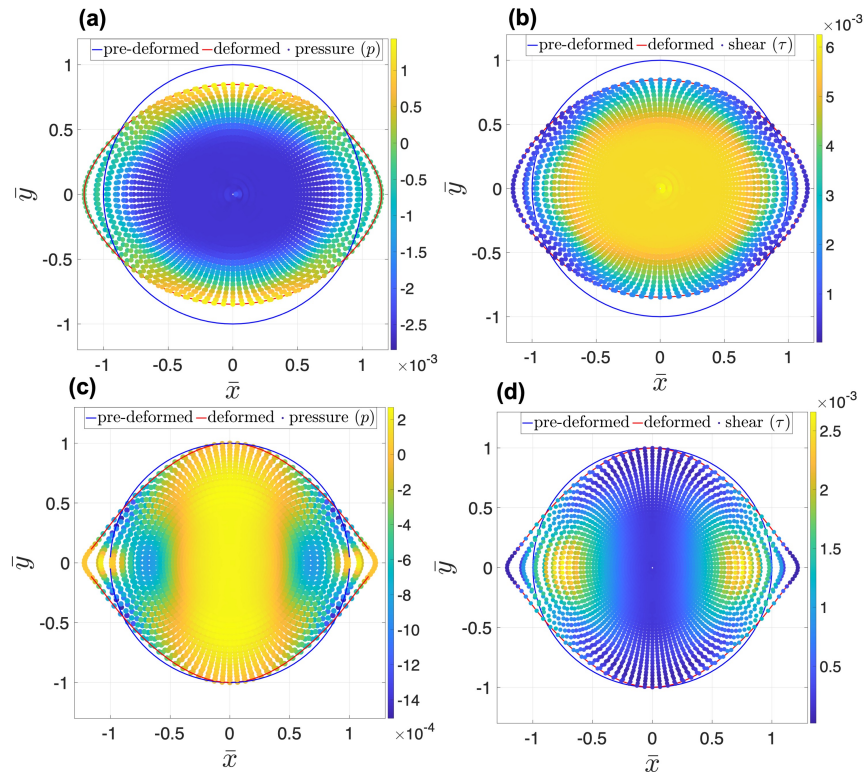 (a)
pre-deformed deformed pressure (p)
1
0.5
0
-0.5
-1
ȳ
-1 -0.5 0 0.5 1
x̄
1
0.5
0
-0.5
-1
-1.5
-2
-2.5
×10⁻³
(b)
×10⁻³
pre-deformed deformed shear (τ)
1
0.5
0
-0.5
-1
ȳ
-1 -0.5 0 0.5 1
x̄
6
5
4
3
2
1
(c)
pre-deformed deformed pressure (p)
1
0.5
0
-0.5
-1
ȳ
-1 -0.5 0 0.5 1
x̄
2
0
-2
-4
-6
-8
-10
-12
-14
×10⁻⁴
(d)
×10⁻³
pre-deformed deformed shear (τ)
1
0.5
0
-0.5
-1
ȳ
-1 -0.5 0 0.5 1
x̄
2.5
2
1.5
1
0.5